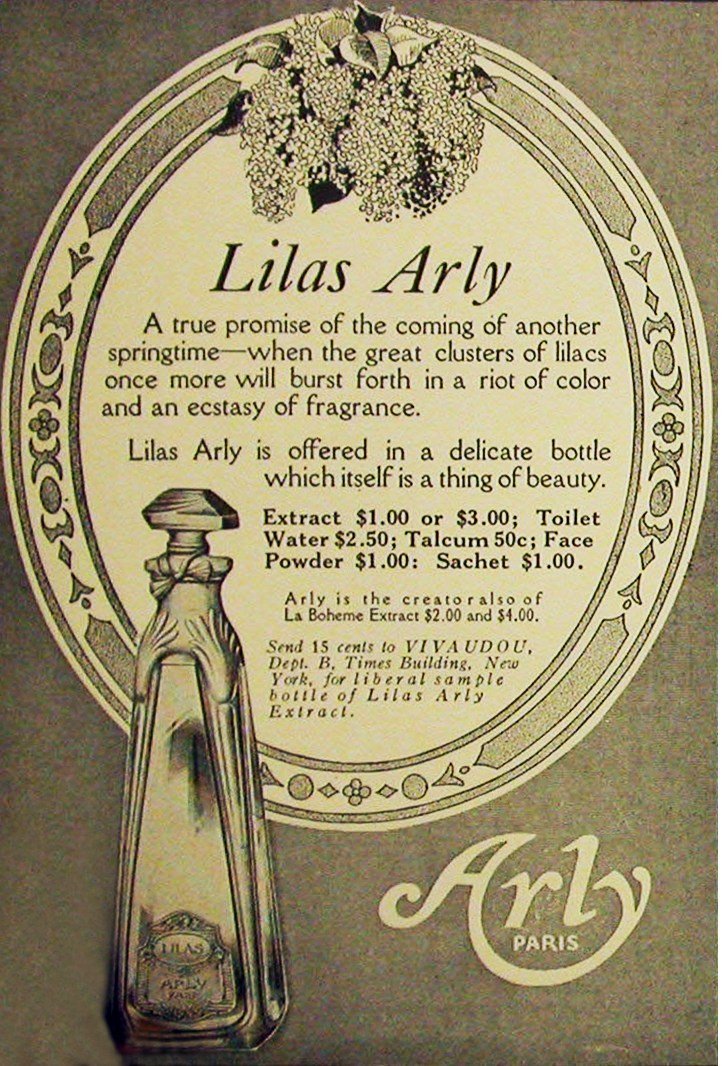 Lilas Arly
A true promise of the coming of another
springtime—when the great clusters of lilacs
once more will burst forth in a riot of color
and an ecstasy of fragrance.
Lilas Arly is offered in a delicate bottle
which itself is a thing of beauty.
Extract $1.00 or $3.00; Toilet
Water $2.50; Talcum 50c; Face
Powder $1.00: Sachet $1.00.
Arly is the creator also of
La Boheme Extract $2.00 and $4.00.
Send 15 cents to VIVAUDOU,
Dept. B, Times Building, New
York, for liberal sample
bottle of Lilas Arly
Extract.
Arly
PARIS
LILAS
ARLY